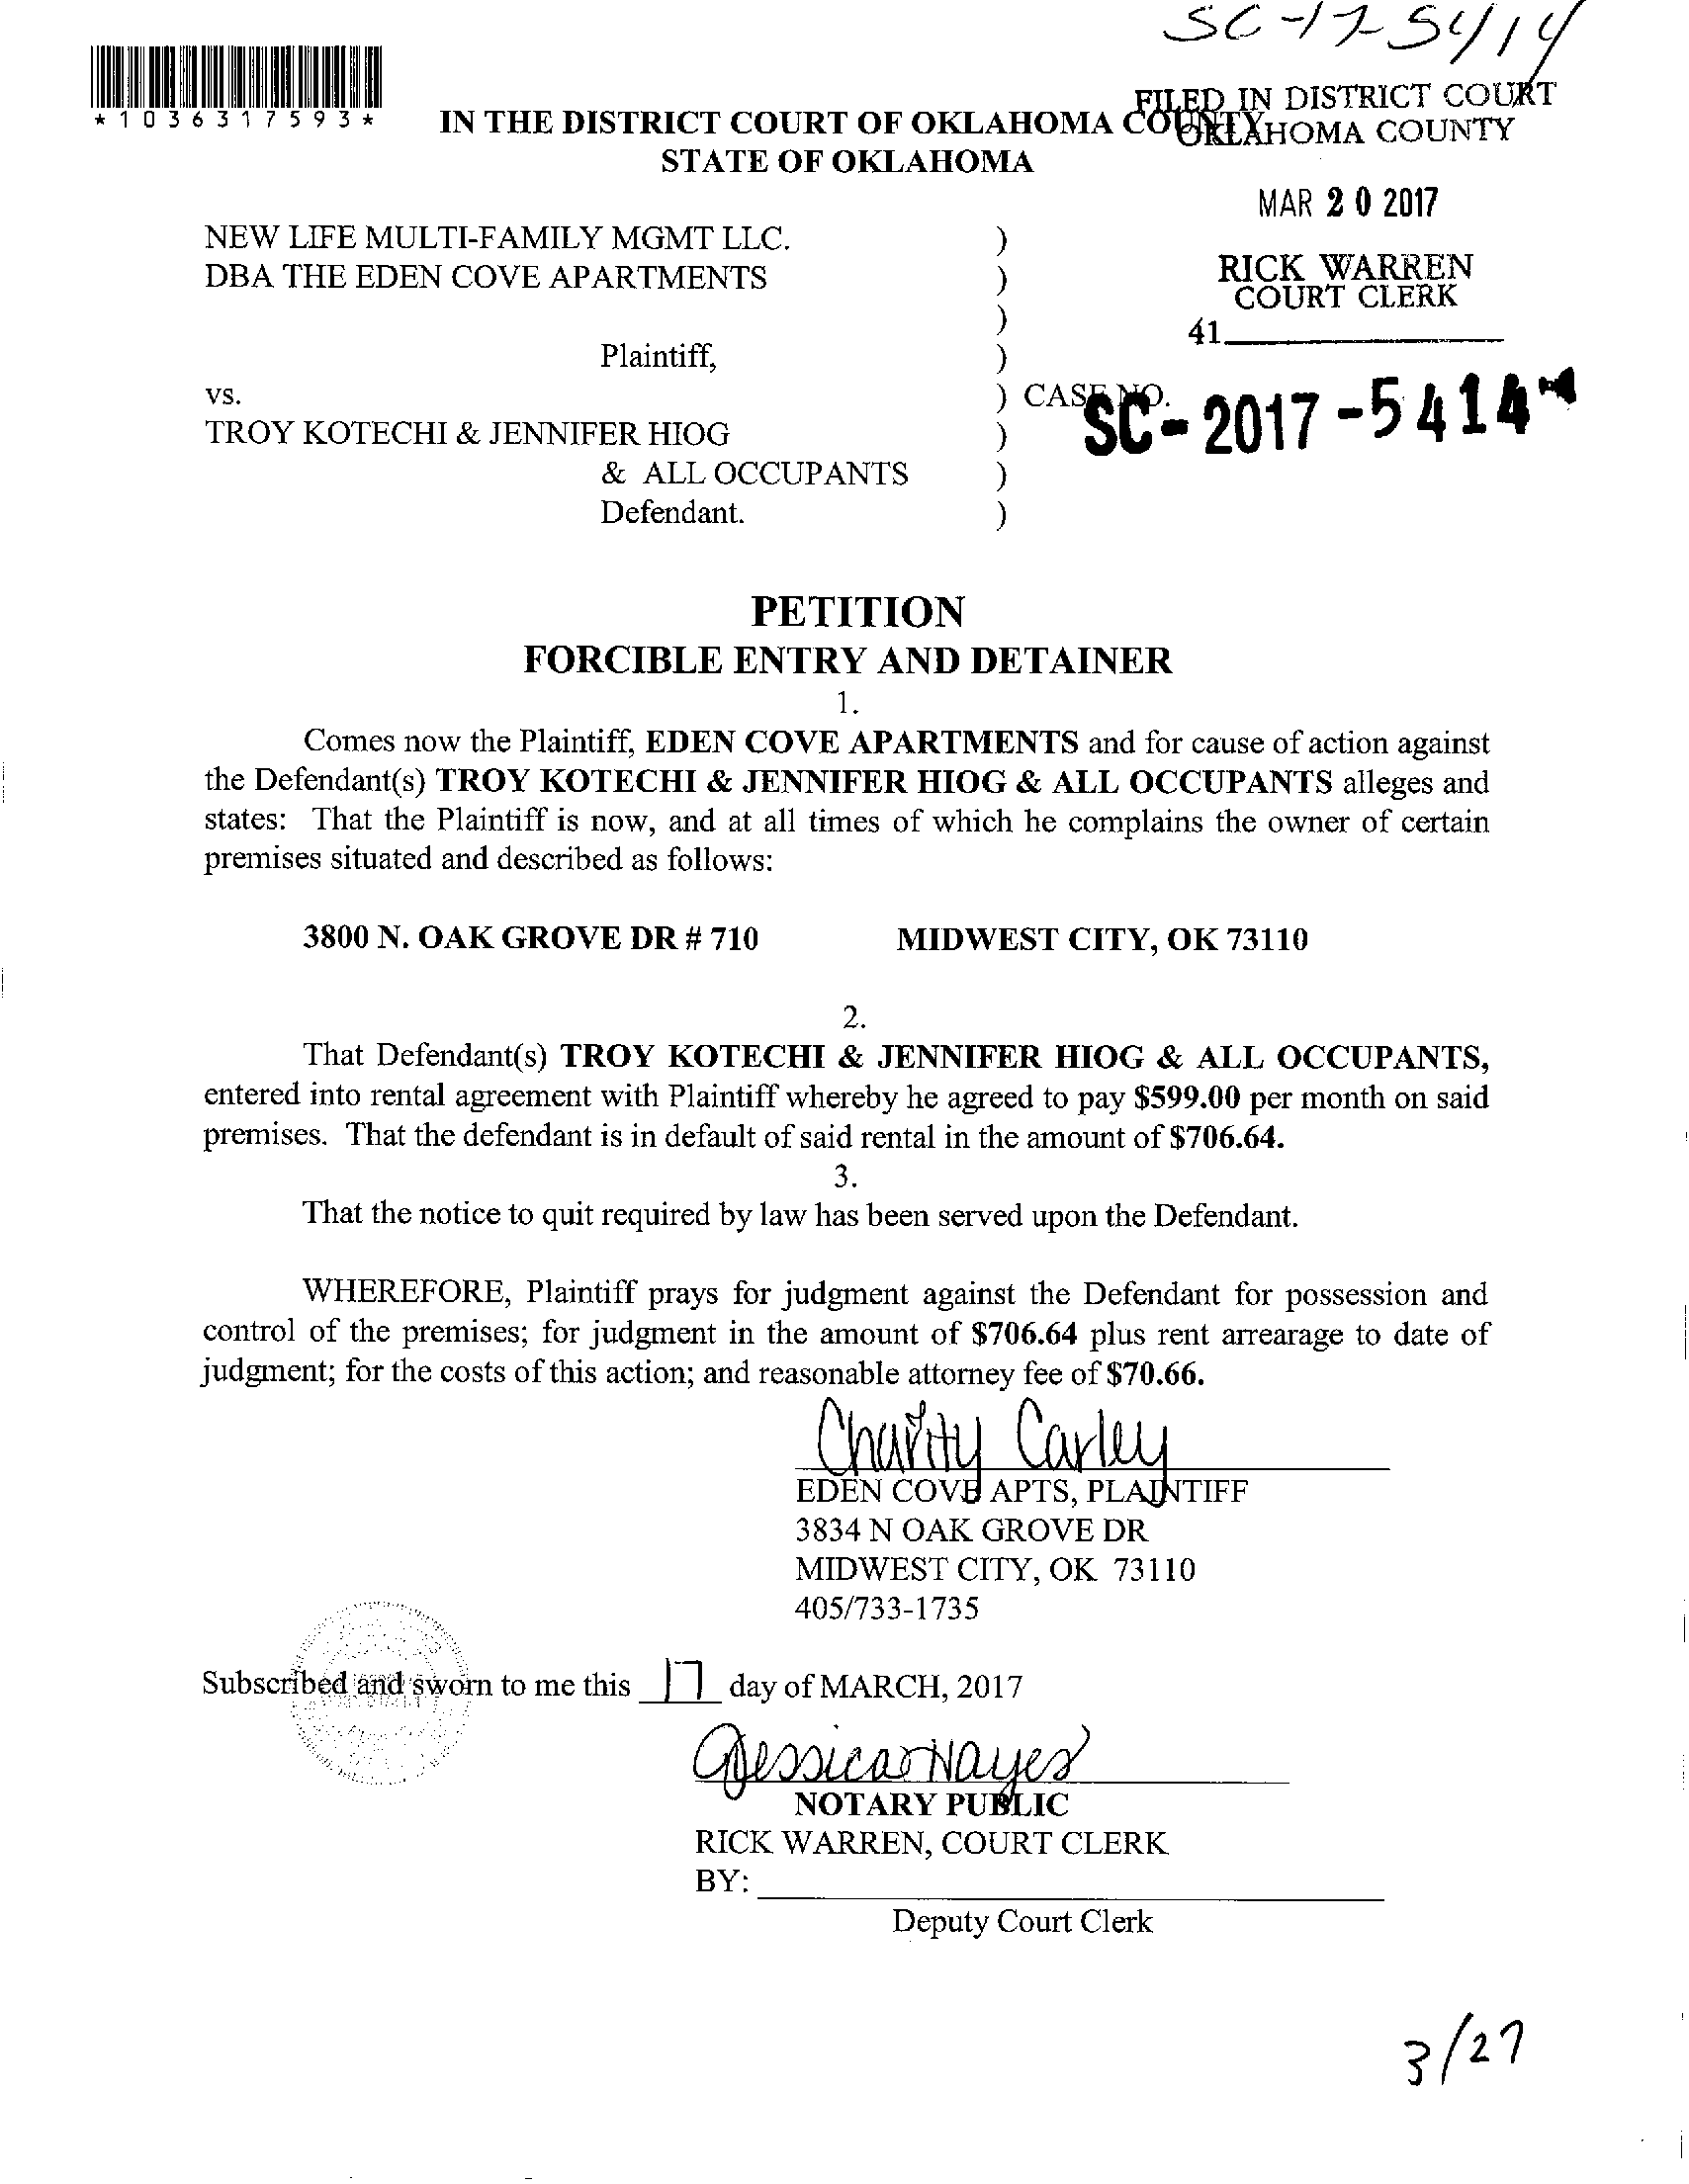 SC-17-5414
*1036317593*
FILED IN DISTRICT COURT
OKLAHOMA COUNTY
IN THE DISTRICT COURT OF OKLAHOMA COUNTY
STATE OF OKLAHOMA
MAR 20 2017
RICK WARREN
COURT CLERK
41
NEW LIFE MULTI-FAMILY MGMT LLC. )
DBA THE EDEN COVE APARTMENTS )
)
Plaintiff, )
vs. ) CASE NO. SC-2017-5414
TROY KOTECHI & JENNIFER HIOG )
& ALL OCCUPANTS )
Defendant. )
PETITION
FORCIBLE ENTRY AND DETAINER
1.
Comes now the Plaintiff, EDEN COVE APARTMENTS and for cause of action against
the Defendant(s) TROY KOTECHI & JENNIFER HIOG & ALL OCCUPANTS alleges and
states: That the Plaintiff is now, and at all times of which he complains the owner of certain
premises situated and described as follows:
3800 N. OAK GROVE DR # 710 MIDWEST CITY, OK 73110
2.
That Defendant(s) TROY KOTECHI & JENNIFER HIOG & ALL OCCUPANTS,
entered into rental agreement with Plaintiff whereby he agreed to pay $599.00 per month on said
premises. That the defendant is in default of said rental in the amount of $706.64.
3.
That the notice to quit required by law has been served upon the Defendant.
WHEREFORE, Plaintiff prays for judgment against the Defendant for possession and
control of the premises; for judgment in the amount of $706.64 plus rent arrearage to date of
judgment; for the costs of this action; and reasonable attorney fee of $70.66.
Charity Carley
EDEN COVE APTS, PLAINTIFF
3834 N OAK GROVE DR
MIDWEST CITY, OK 73110
405/733-1735
Subscribed and sworn to me this 17 day of MARCH, 2017
Jessica Hayes
NOTARY PUBLIC
RICK WARREN, COURT CLERK
BY:
Deputy Court Clerk
3/27